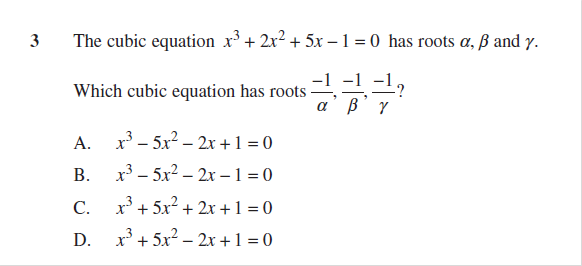 3 The cubic equation x³ + 2x² + 5x – 1 = 0 has roots α, β and γ.
Which cubic equation has roots –1/α, –1/β, –1/γ?
A. x³ – 5x² – 2x + 1 = 0
B. x³ – 5x² – 2x – 1 = 0
C. x³ + 5x² + 2x + 1 = 0
D. x³ + 5x² – 2x + 1 = 0